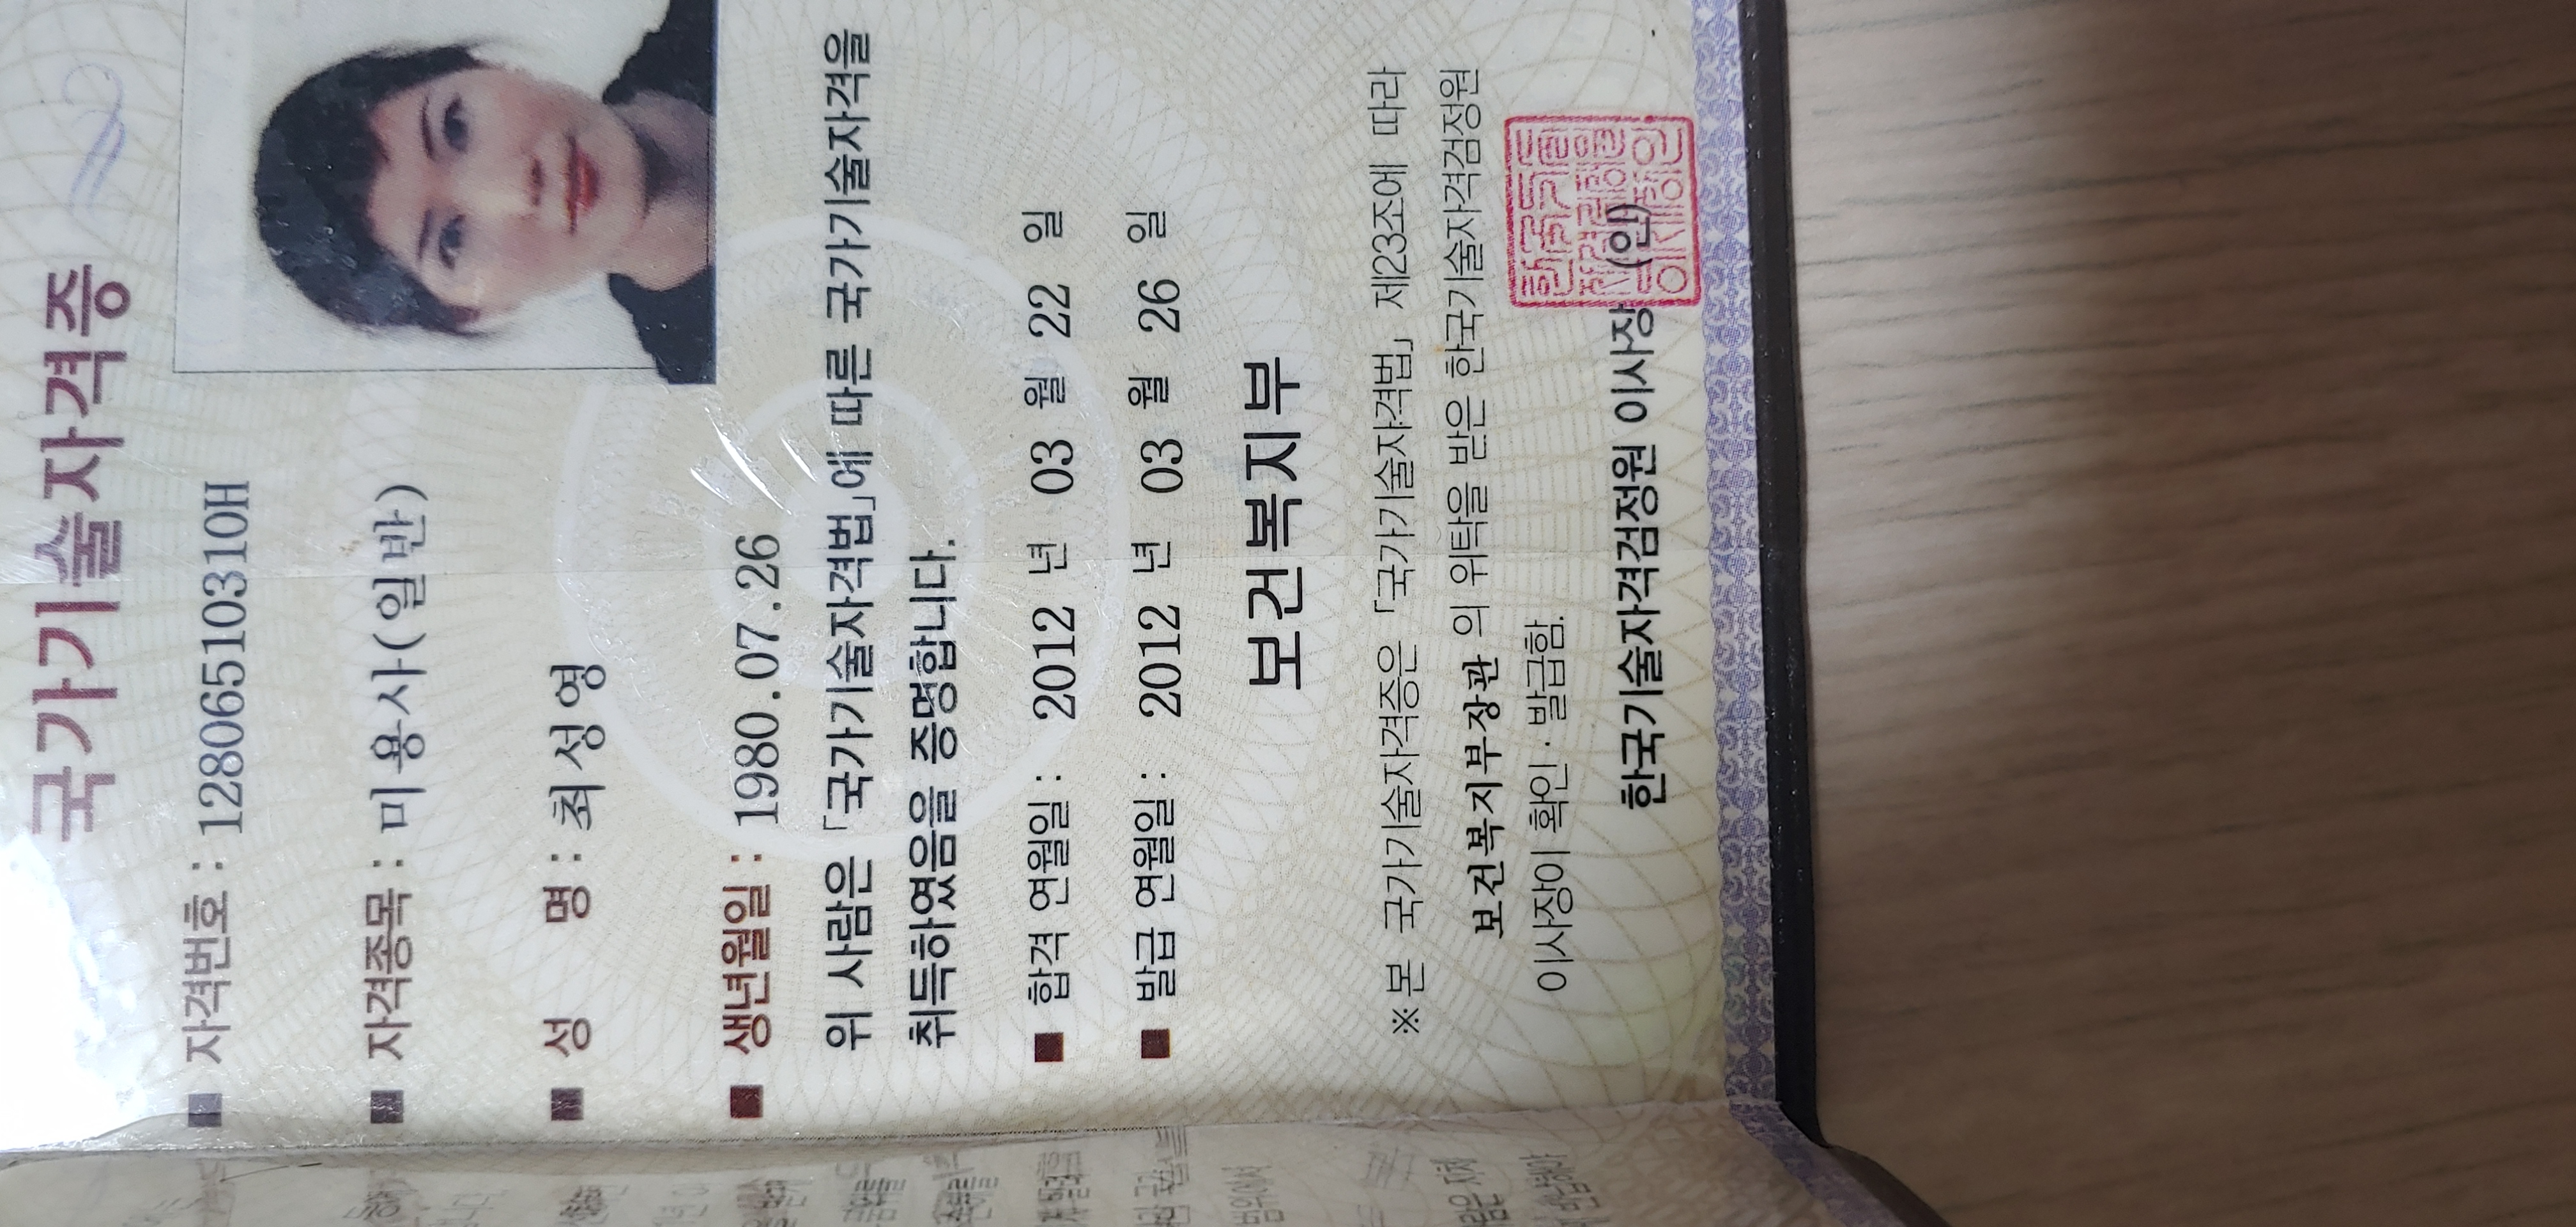 국가기술자격증
■ 자격번호 : 12806510310H
■ 자격종목 : 미용사(일반)
■ 성 명 : 최성영
■ 생년월일 : 1980.07.26
위 사람은 「국가기술자격법」에 따른 국가기술자격을
취득하였음을 증명합니다.
■ 합격 연월일 : 2012 년 03 월 22 일
■ 발급 연월일 : 2012 년 03 월 26 일
보건복지부
※ 본 국가기술자격증은 「국가기술자격법」 제23조에 따라
보건복지부장관 의 위탁을 받은 한국기술자격검정원
이사장이 확인 · 발급함.
한국기술자격검정원 이사장 (인)